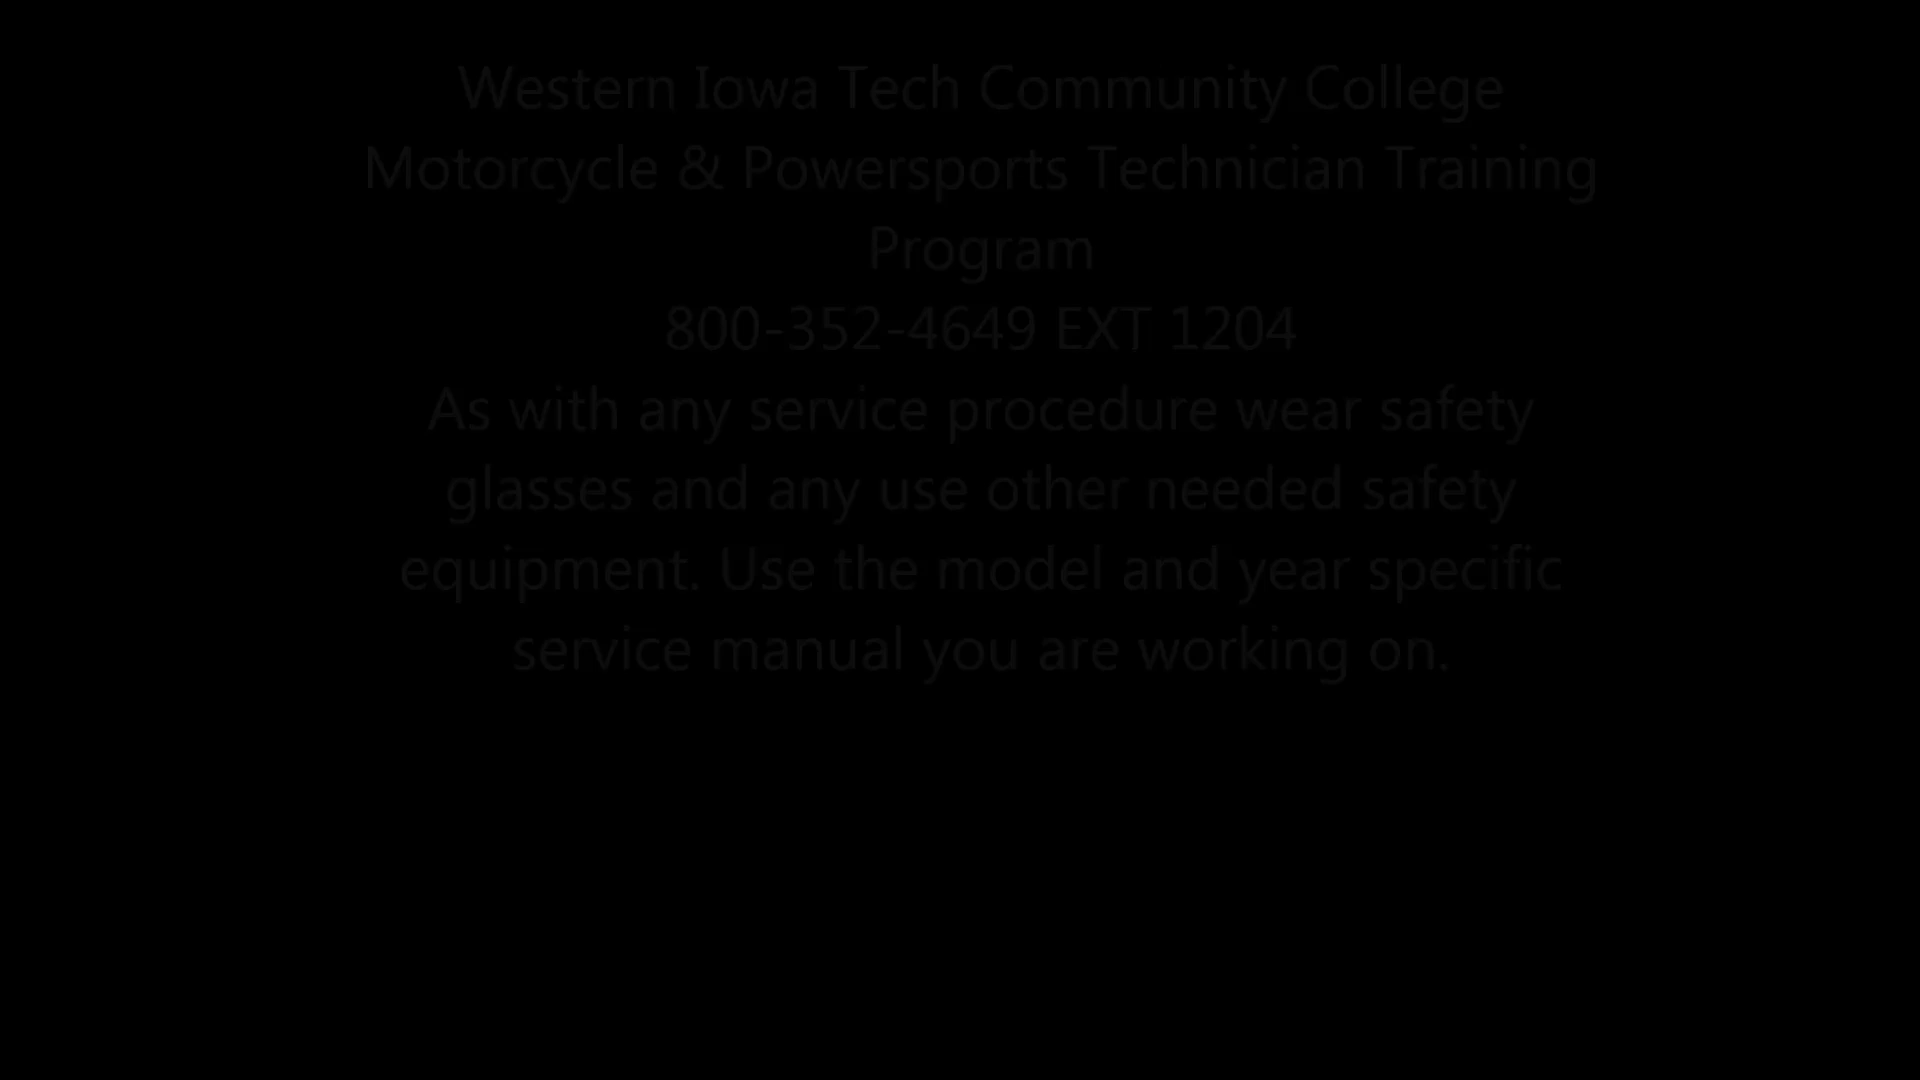 Western Iowa Tech Community College
Motorcycle & Powersports Technician Training
Program
800-352-4649 EXT 1204
As with any service procedure wear safety
glasses and any use other needed safety
equipment. Use the model and year specific
service manual you are working on.